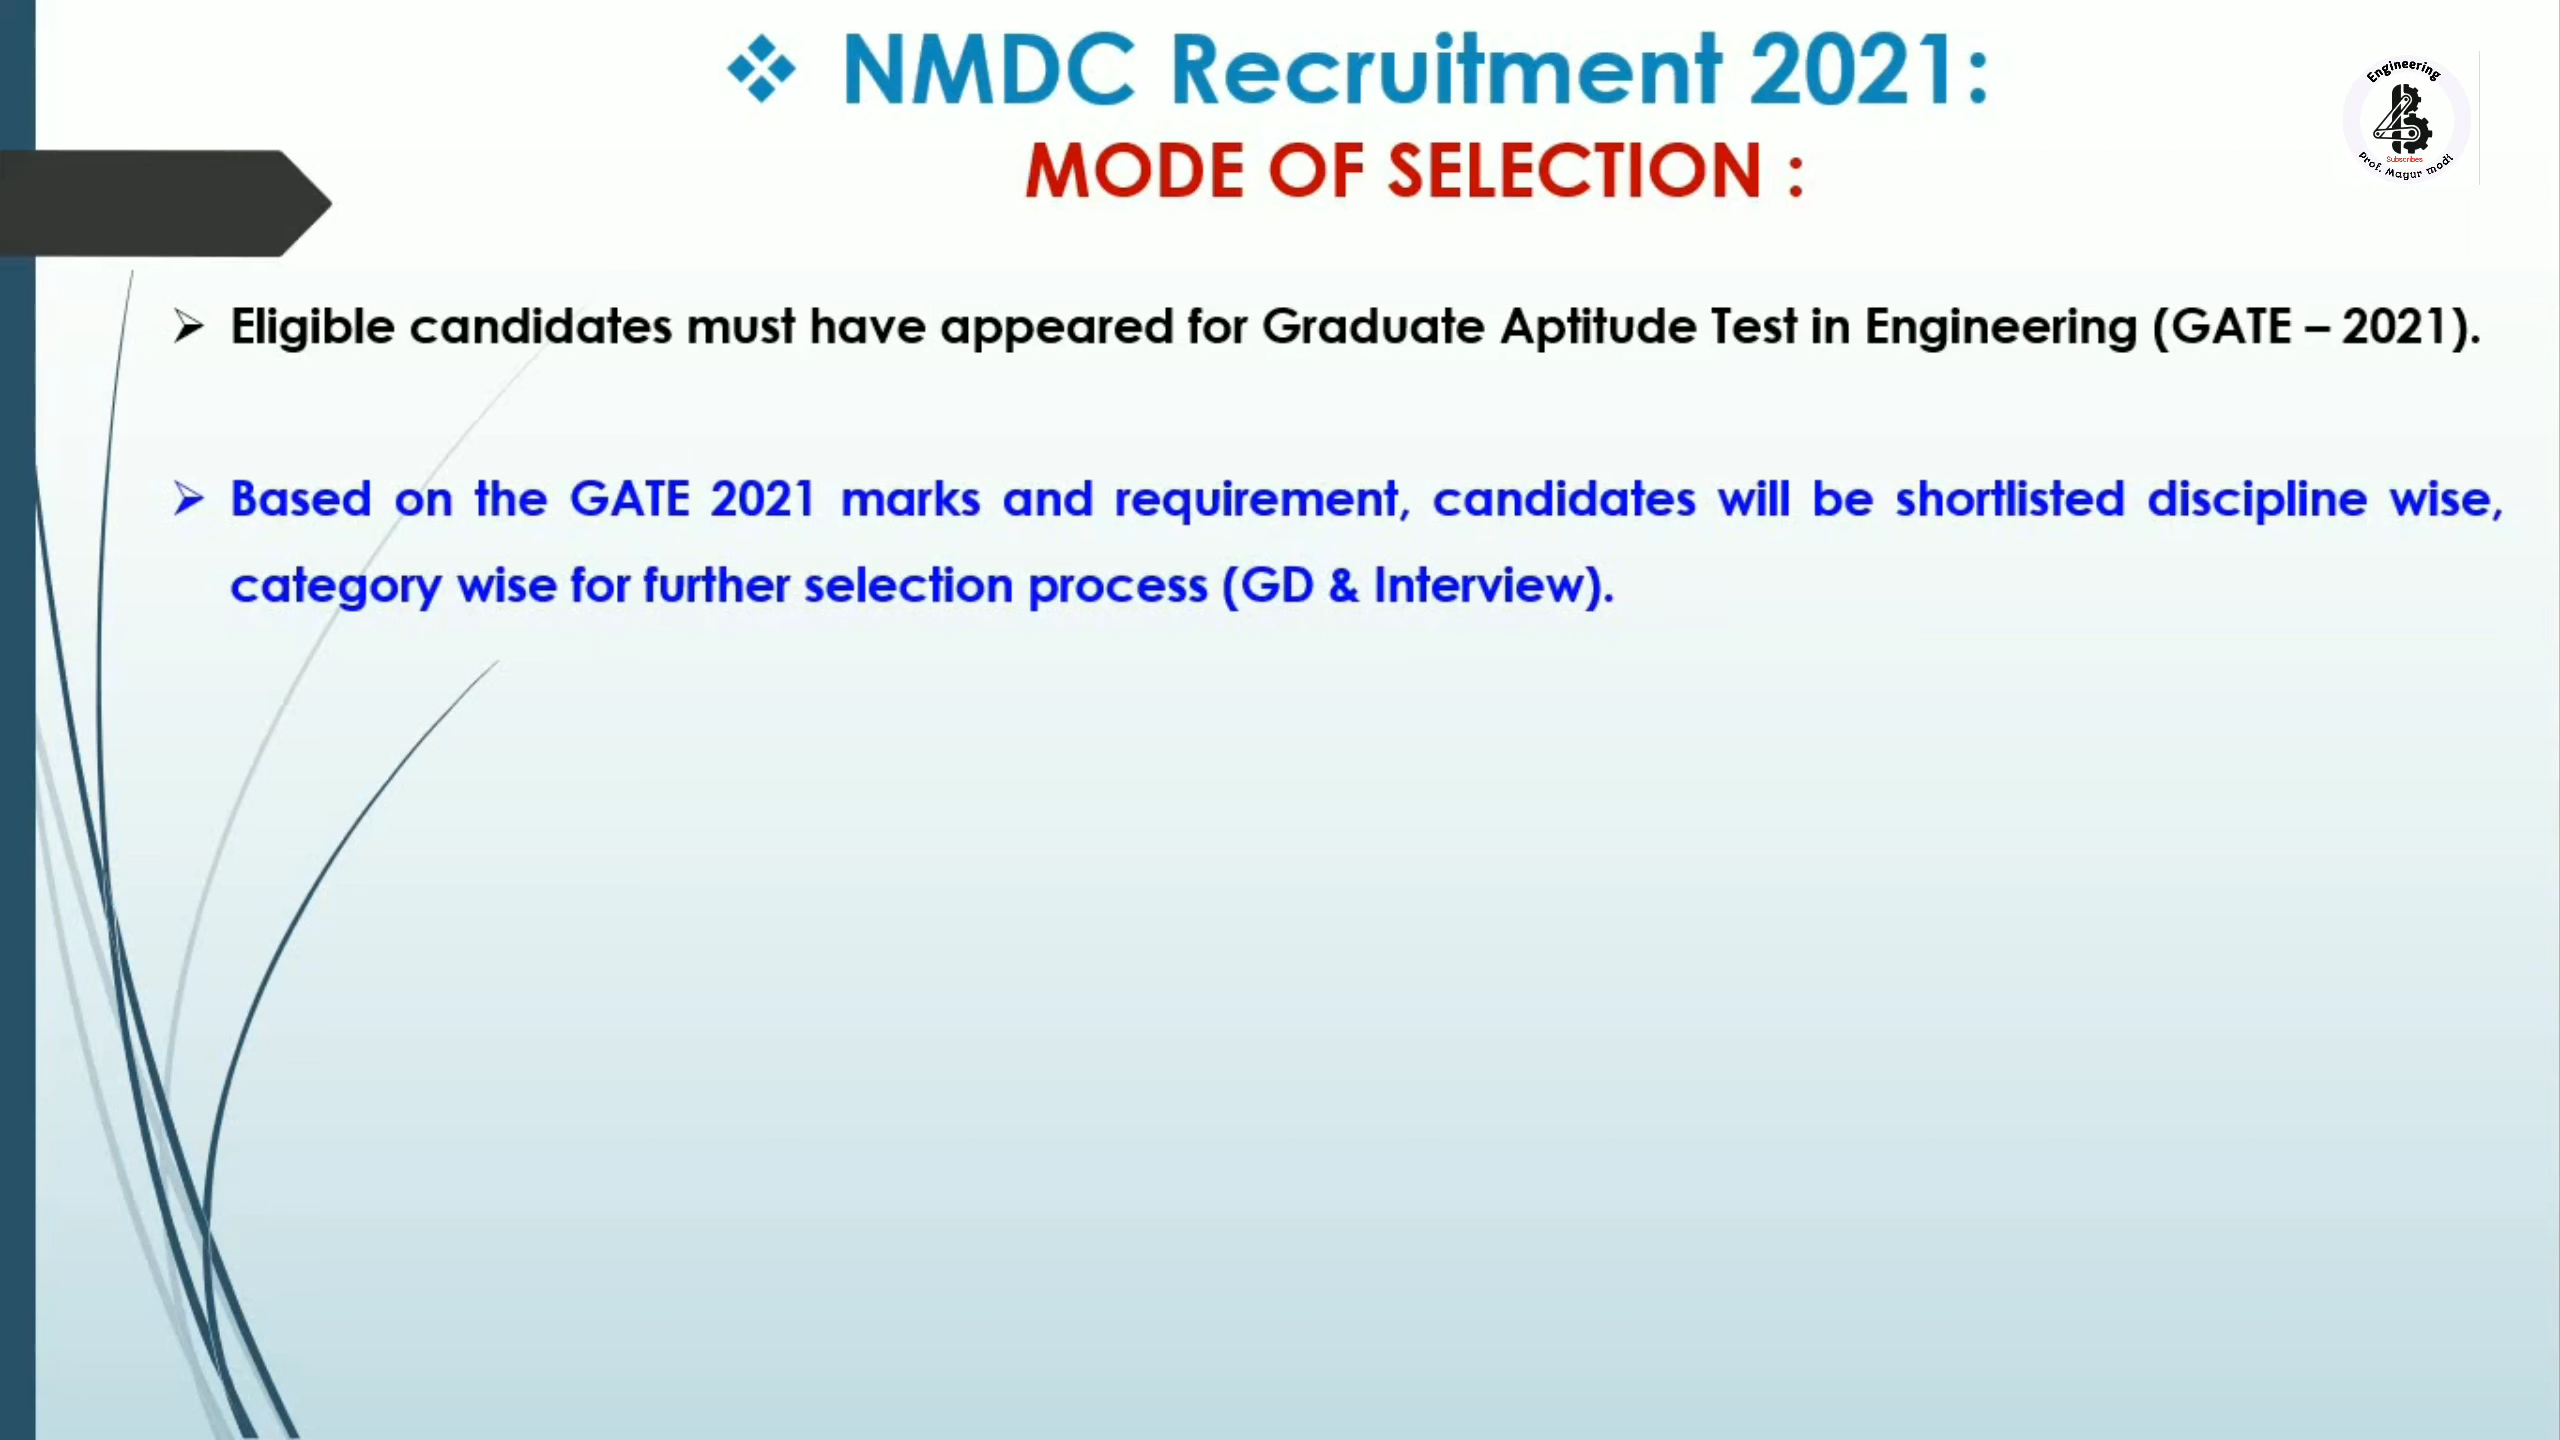 ❖ NMDC Recruitment 2021:
MODE OF SELECTION :
Engineering
Subscribes
Prof. Magur modi
➢ Eligible candidates must have appeared for Graduate Aptitude Test in Engineering (GATE – 2021).
➢ Based on the GATE 2021 marks and requirement, candidates will be shortlisted discipline wise,
category wise for further selection process (GD & Interview).